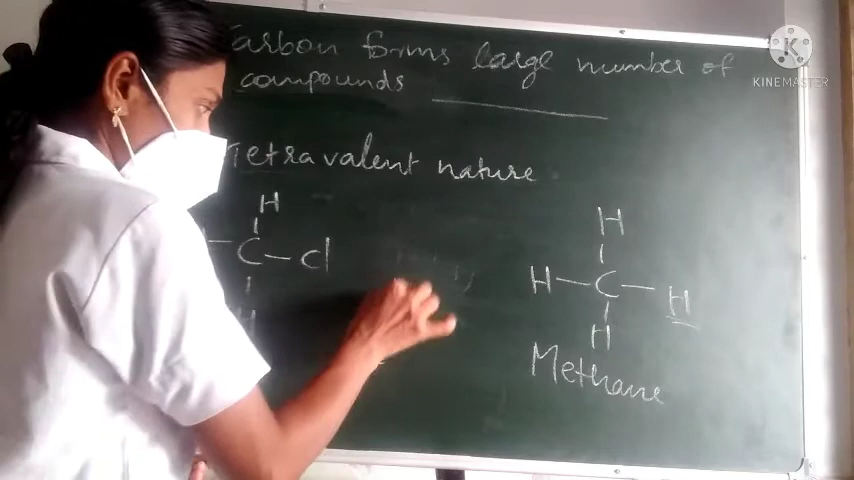 Carbon forms large number of
compounds
Tetravalent nature
H
C – Cl
H
H
H – C – H
H
Methane
K
KINEMASTER